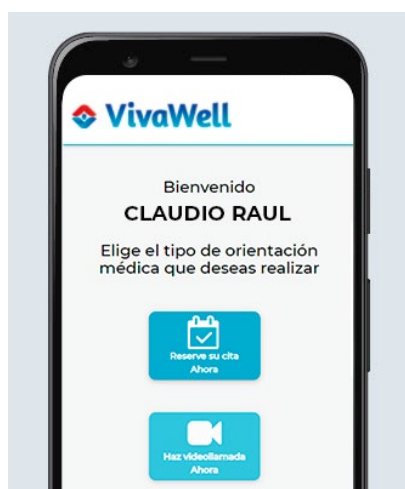 VivaWell
Bienvenido
CLAUDIO RAUL
Elige el tipo de orientación
médica que deseas realizar
Reserve su cita
Ahora
Haz videollamada
Ahora